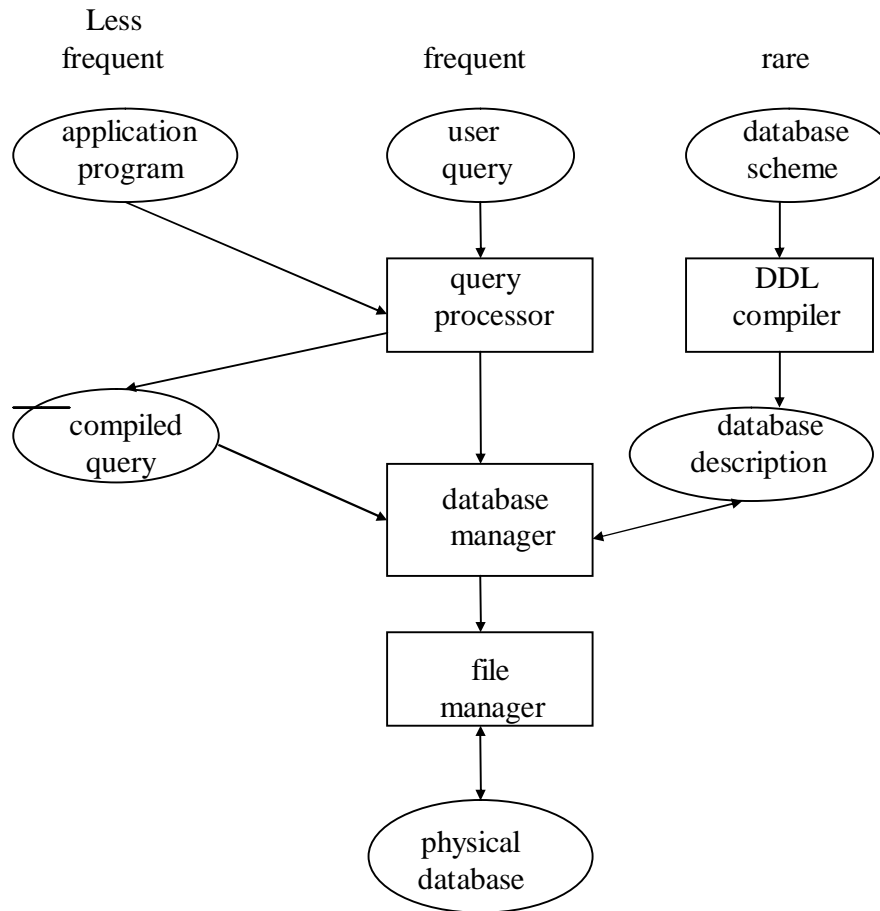 Less
frequent
frequent
rare
application
program
user
query
database
scheme
query
processor
DDL
compiler
compiled
query
database
description
database
manager
file
manager
physical
database